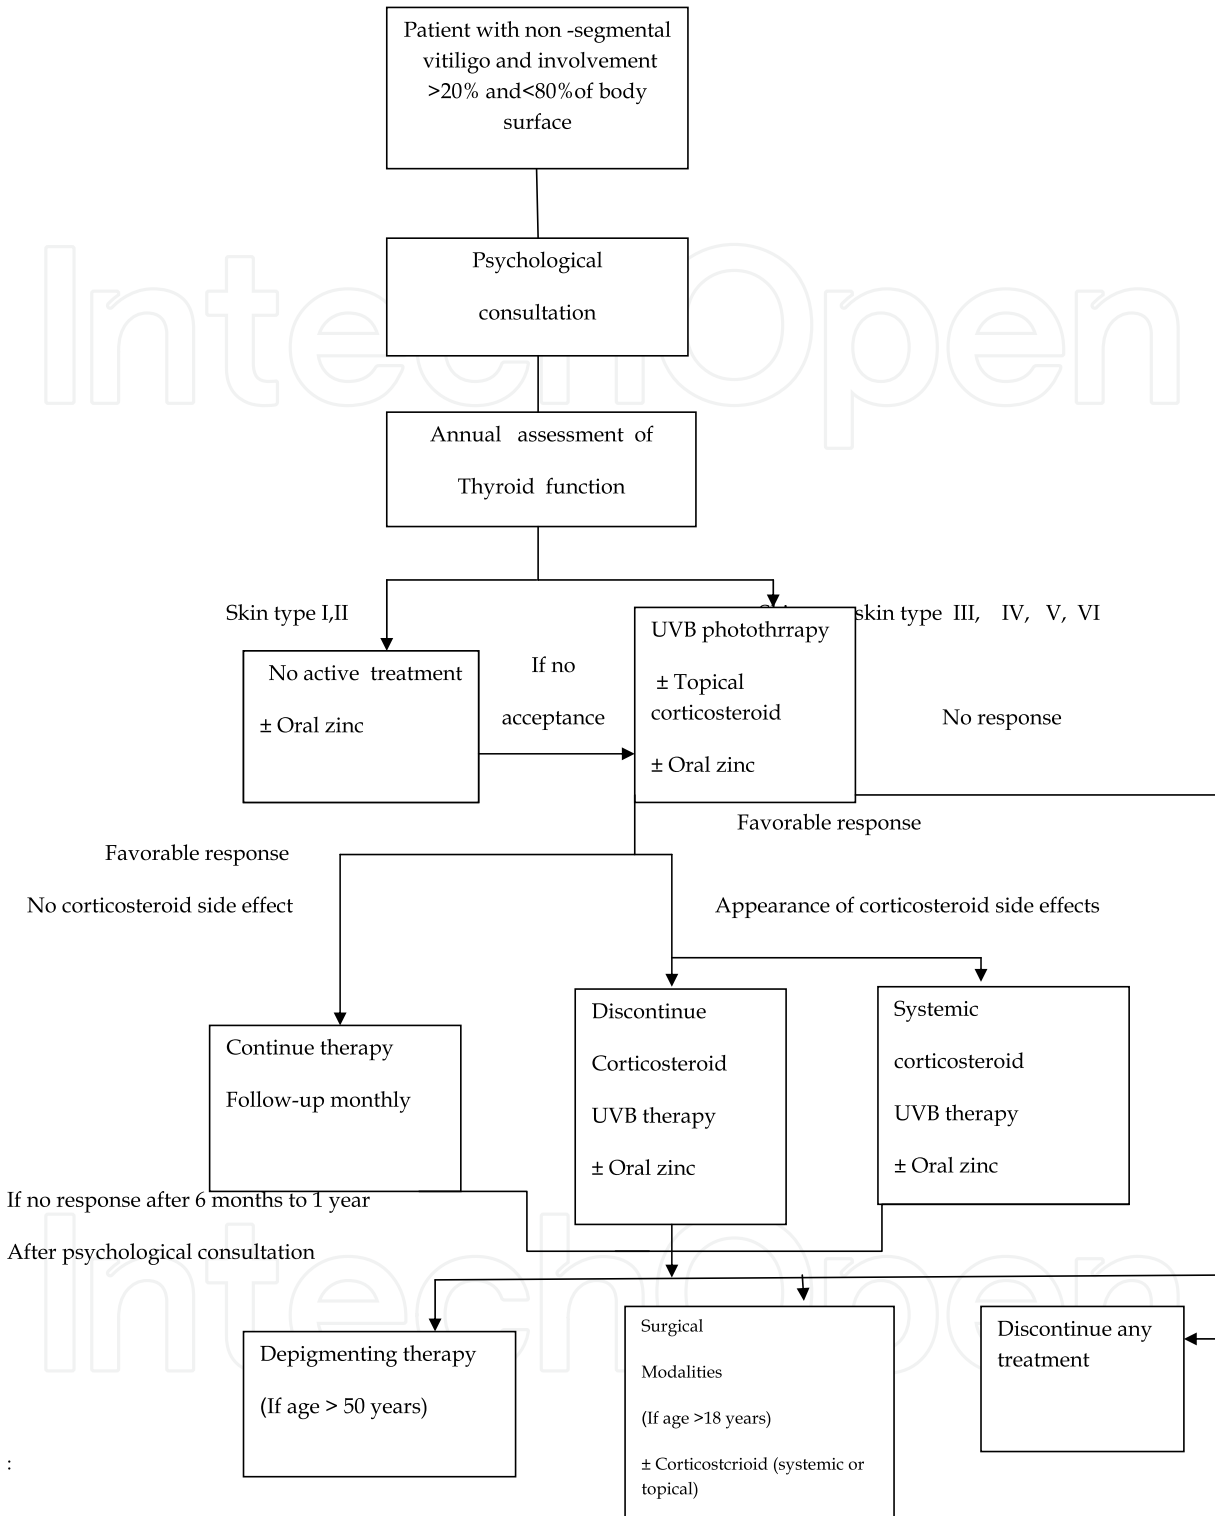 Patient with non -segmental
vitiligo and involvement
>20% and<80%of body
surface
Psychological
consultation
Annual assessment of
Thyroid function
Skin type I,II
skin type III, IV, V, VI
UVB photothrrapy
± Topical
corticosteroid
± Oral zinc
No active treatment
± Oral zinc
If no
acceptance
No response
Favorable response
No corticosteroid side effect
Favorable response
Appearance of corticosteroid side effects
Continue therapy
Follow-up monthly
Discontinue
Corticosteroid
UVB therapy
± Oral zinc
Systemic
corticosteroid
UVB therapy
± Oral zinc
If no response after 6 months to 1 year
After psychological consultation
Depigmenting therapy
(If age > 50 years)
Surgical
Modalities
(If age >18 years)
± Corticostcrioid (systemic or
topical)
Discontinue any
treatment
:
IntechOpen
IntechOpen